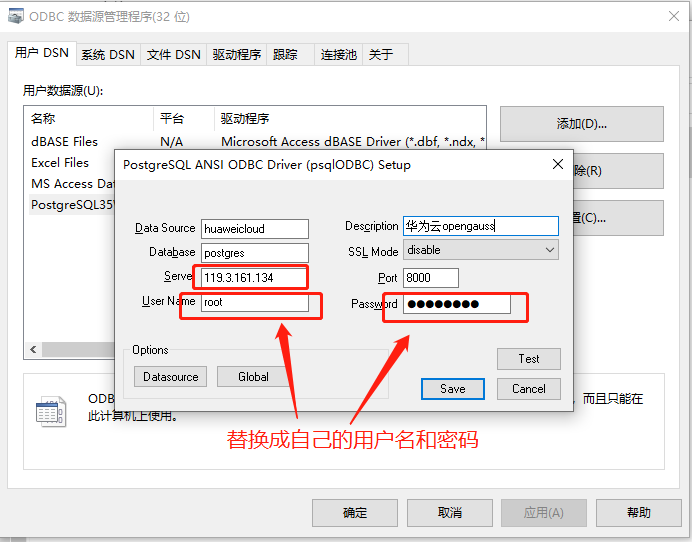 ODBC 数据源管理程序(32 位)
用户 DSN 系统 DSN 文件 DSN 驱动程序 跟踪 连接池 关于
用户数据源(U):
名称 平台 驱动程序
添加(D)...
dBASE Files N/A Microsoft Access dBASE Driver (*.dbf, *.ndx, *
Excel Files
除(R)
MS Access Dat
PostgreSQL35W
置(C)...
PostgreSQL ANSI ODBC Driver (psqlODBC) Setup
Data Source huaweicloud Description 华为云opengauss
Database postgres SSL Mode disable
Server 119.3.161.134 Port 8000
User Name root Password ●●●●●●●●
Options
Datasource Global
Test
Save Cancel
ODB
，而且只能在
此计算机上使用。
替换成自己的用户名和密码
确定 取消 应用(A) 帮助